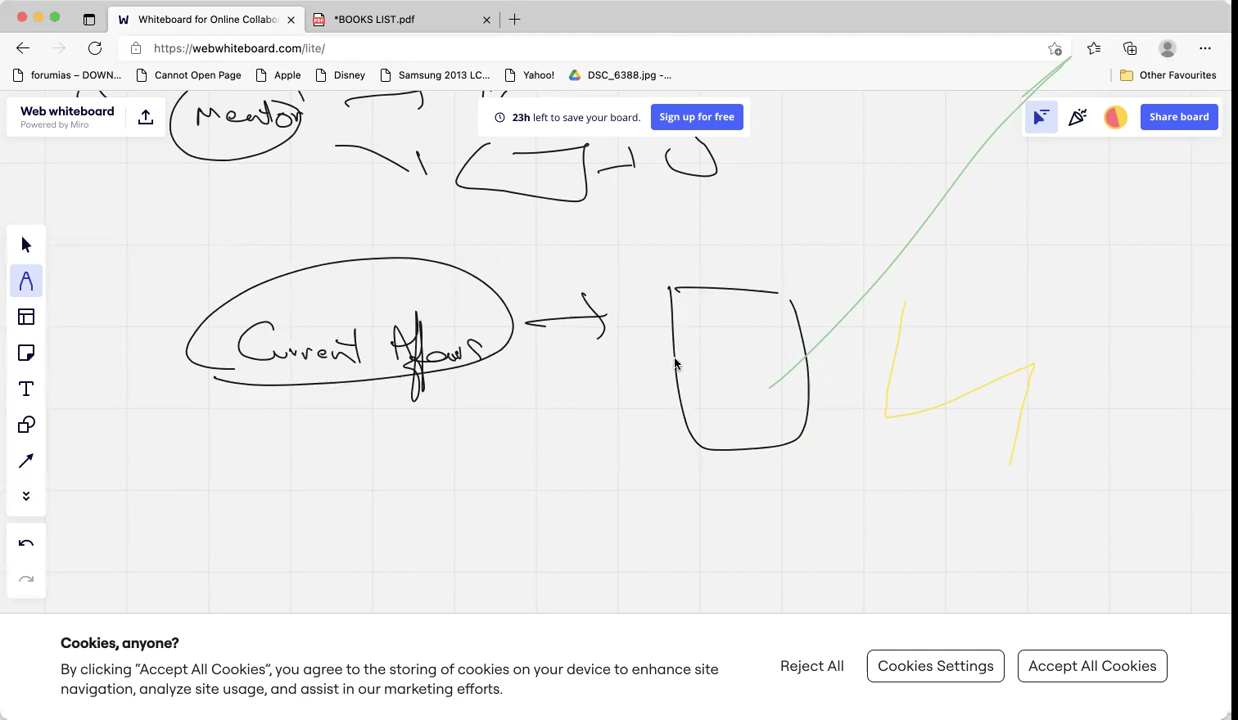 Whiteboard for Online Collabo
*BOOKS LIST.pdf
https://webwhiteboard.com/lite/
forumias – DOWN...
Cannot Open Page
Apple
Disney
Samsung 2013 LC...
Yahoo!
DSC_6388.jpg -...
Other Favourites
Web whiteboard
Powered by Miro
23h left to save your board.
Sign up for free
Share board
Mentor
Current Affairs
Cookies, anyone?
By clicking “Accept All Cookies”, you agree to the storing of cookies on your device to enhance site
navigation, analyze site usage, and assist in our marketing efforts.
Reject All
Cookies Settings
Accept All Cookies